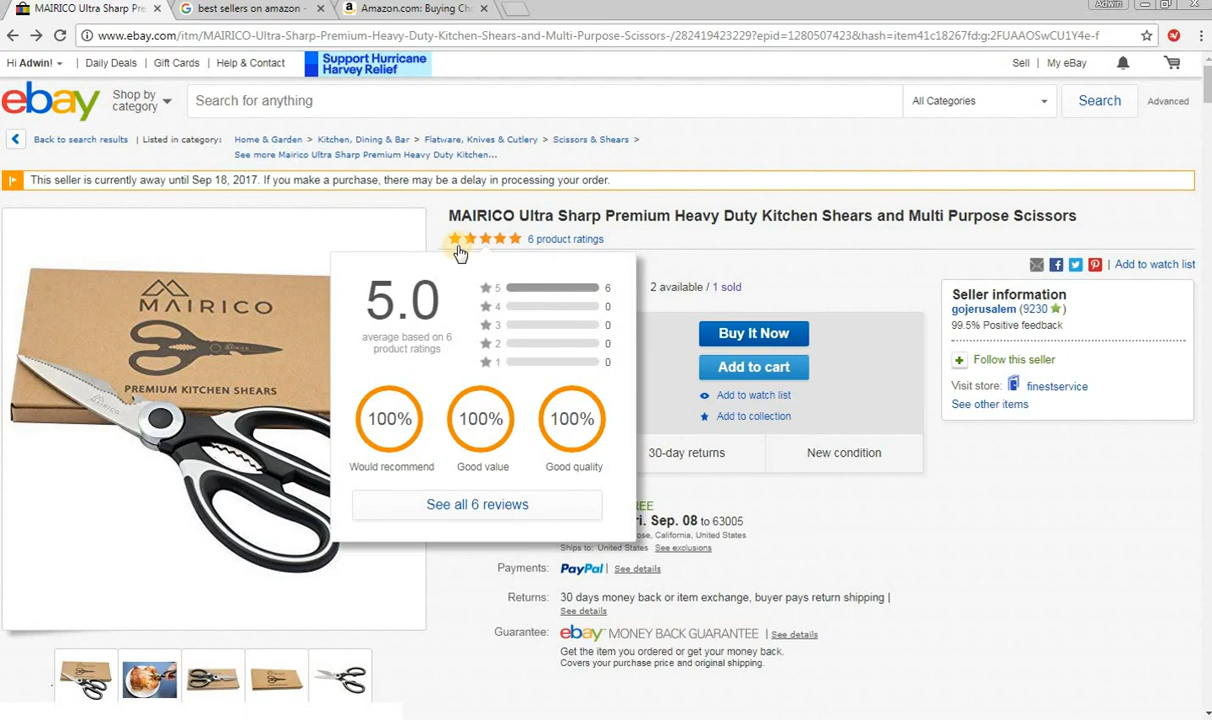 MAIRICO Ultra Sharp Pre
best sellers on amazon -
Amazon.com: Buying Ch
Adwin
www.ebay.com/itm/MAIRICO-Ultra-Sharp-Premium-Heavy-Duty-Kitchen-Shears-and-Multi-Purpose-Scissors-/282419423229?epid=1280507423&hash=item41c18267fd:g:2FUAAOSwCU1Y4e-f
Hi Adwin!
Daily Deals
Gift Cards
Help & Contact
Support Hurricane
Harvey Relief
Sell
My eBay
ebay
Shop by
category
Search for anything
All Categories
Search
Advanced
Back to search results
Listed in category:
Home & Garden > Kitchen, Dining & Bar > Flatware, Knives & Cutlery > Scissors & Shears >
See more Mairico Ultra Sharp Premium Heavy Duty Kitchen...
This seller is currently away until Sep 18, 2017. If you make a purchase, there may be a delay in processing your order.
MAIRICO Ultra Sharp Premium Heavy Duty Kitchen Shears and Multi Purpose Scissors
6 product ratings
Add to watch list
MAIRICO
PREMIUM KITCHEN SHEARS
MAIRICO
5.0
average based on 6
product ratings
5 6
4 0
3 0
2 0
1 0
100% 100% 100%
Would recommend Good value Good quality
See all 6 reviews
2 available / 1 sold
Buy It Now
Add to cart
Add to watch list
Add to collection
30-day returns
New condition
Seller information
gojerusalem (9230 )
99.5% Positive feedback
Follow this seller
Visit store: finestservice
See other items
REE
ri. Sep. 08 to 63005
ose, California, United States
Ships to: United States See exclusions
Payments: PayPal | See details
Returns: 30 days money back or item exchange, buyer pays return shipping |
See details
Guarantee: ebay MONEY BACK GUARANTEE | See details
Get the item you ordered or get your money back.
Covers your purchase price and original shipping.